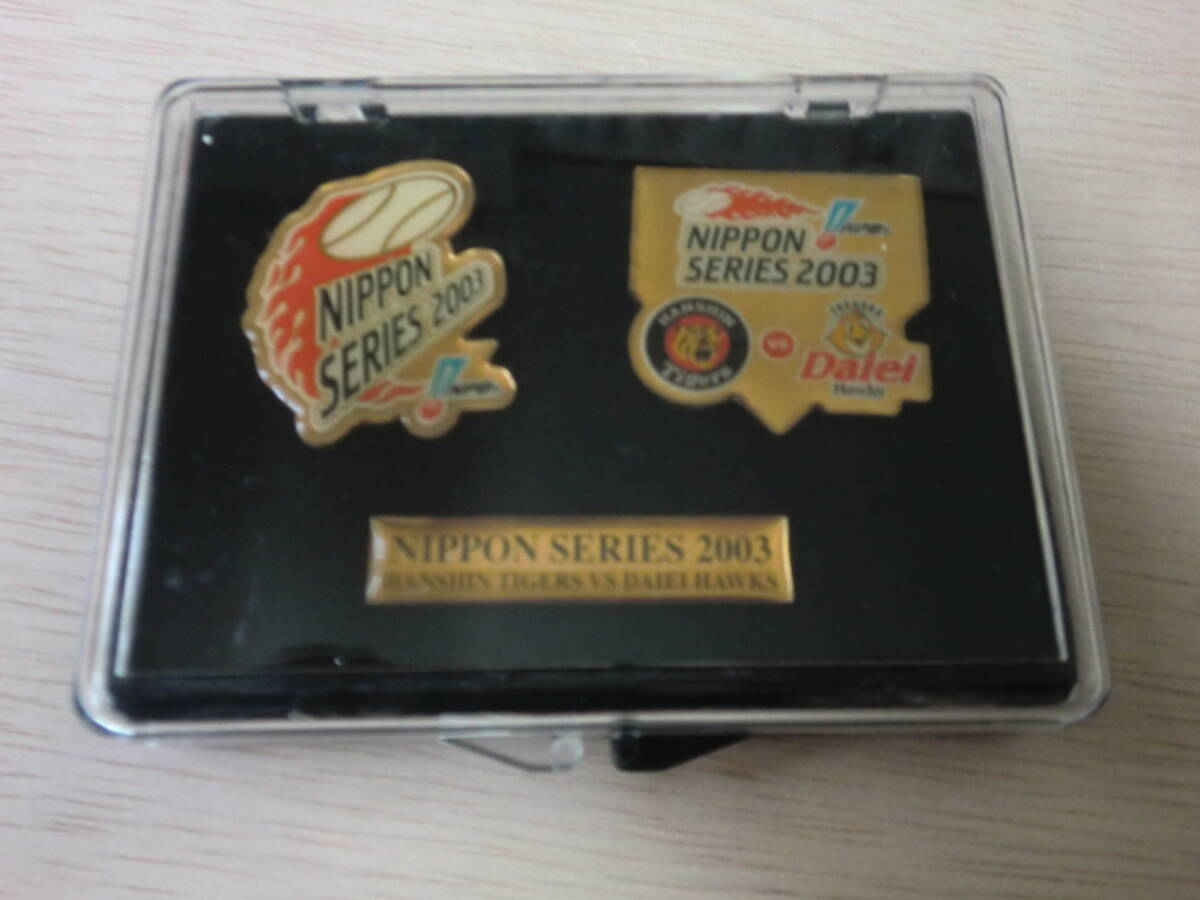 NIPPON
SERIES 2003
NIPPON
SERIES 2003
HANSHIN
Tigers
VS
Daiei
Hawks
NIPPON SERIES 2003
HANSHIN TIGERS VS DAIEI HAWKS